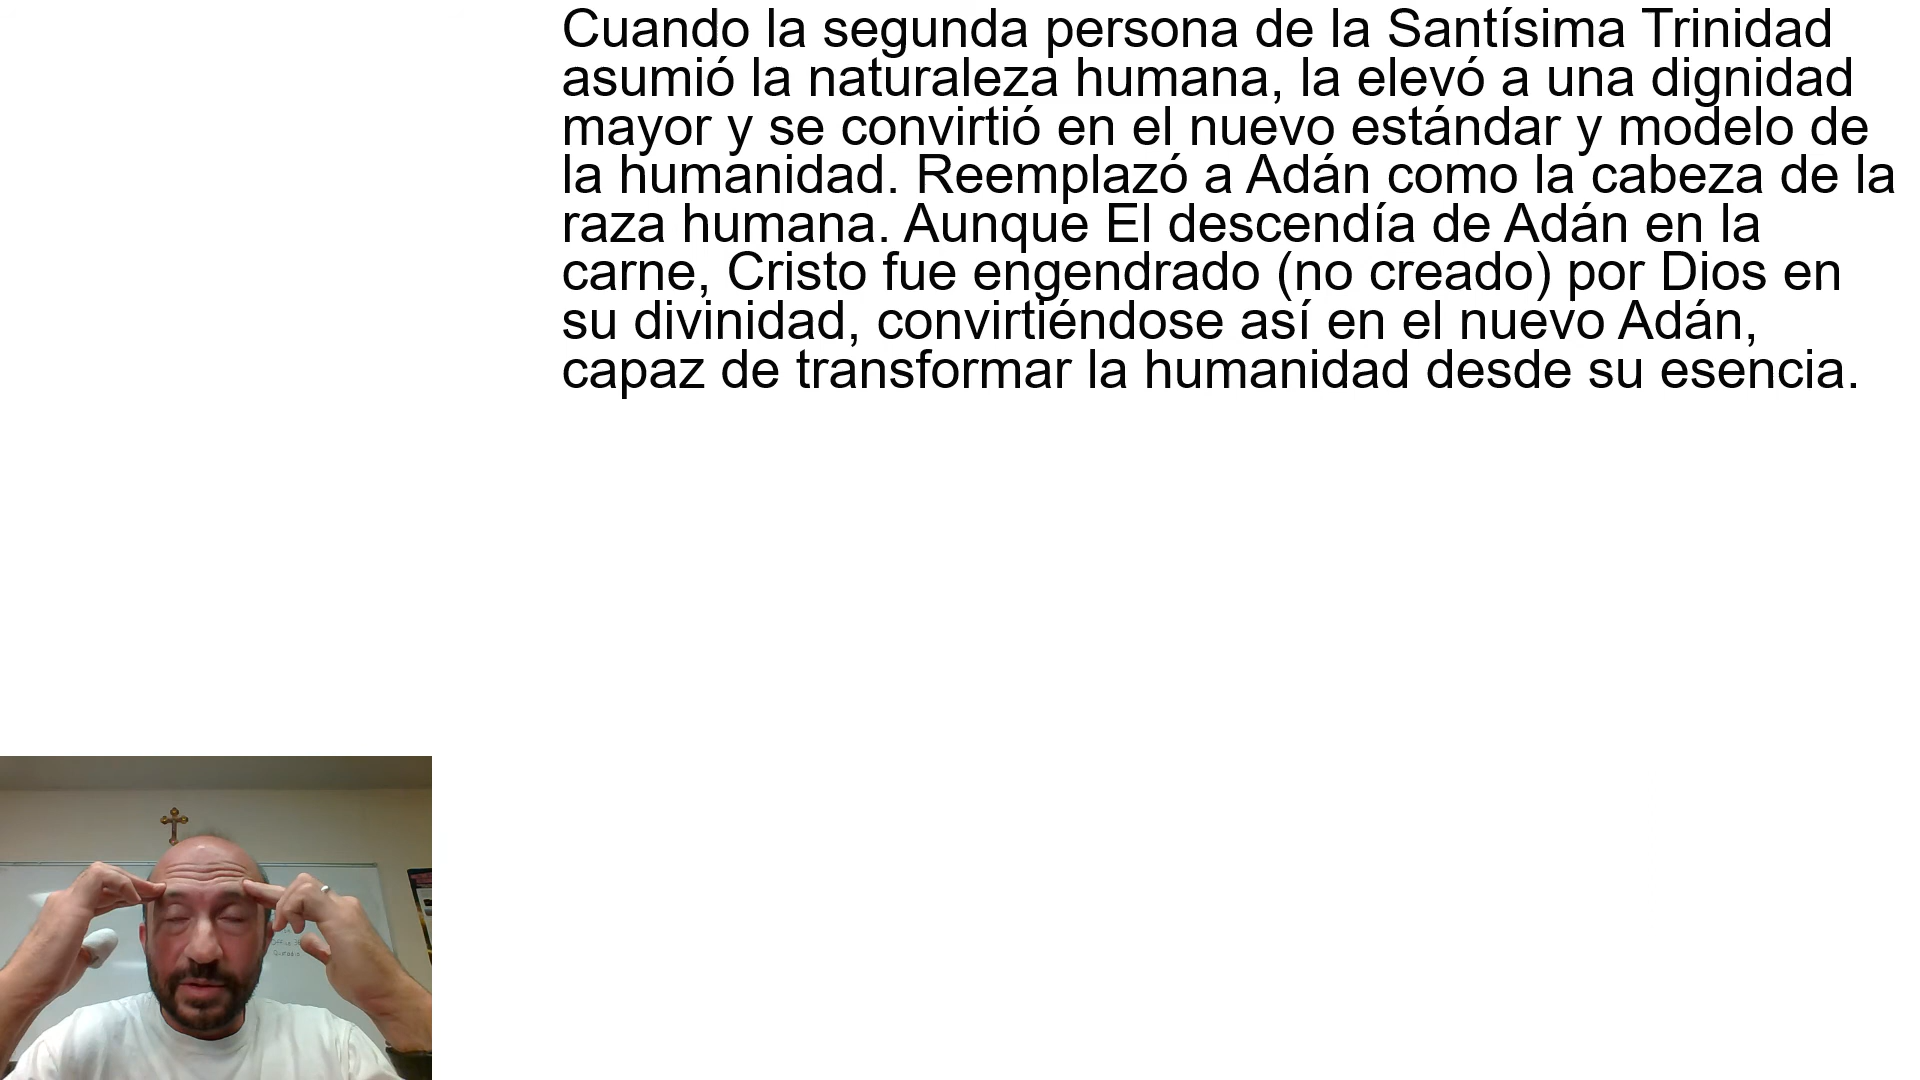 Cuando la segunda persona de la Santísima Trinidad
asumió la naturaleza humana, la elevó a una dignidad
mayor y se convirtió en el nuevo estándar y modelo de
la humanidad. Reemplazó a Adán como la cabeza de la
raza humana. Aunque El descendía de Adán en la
carne, Cristo fue engendrado (no creado) por Dios en
su divinidad, convirtiéndose así en el nuevo Adán,
capaz de transformar la humanidad desde su esencia.